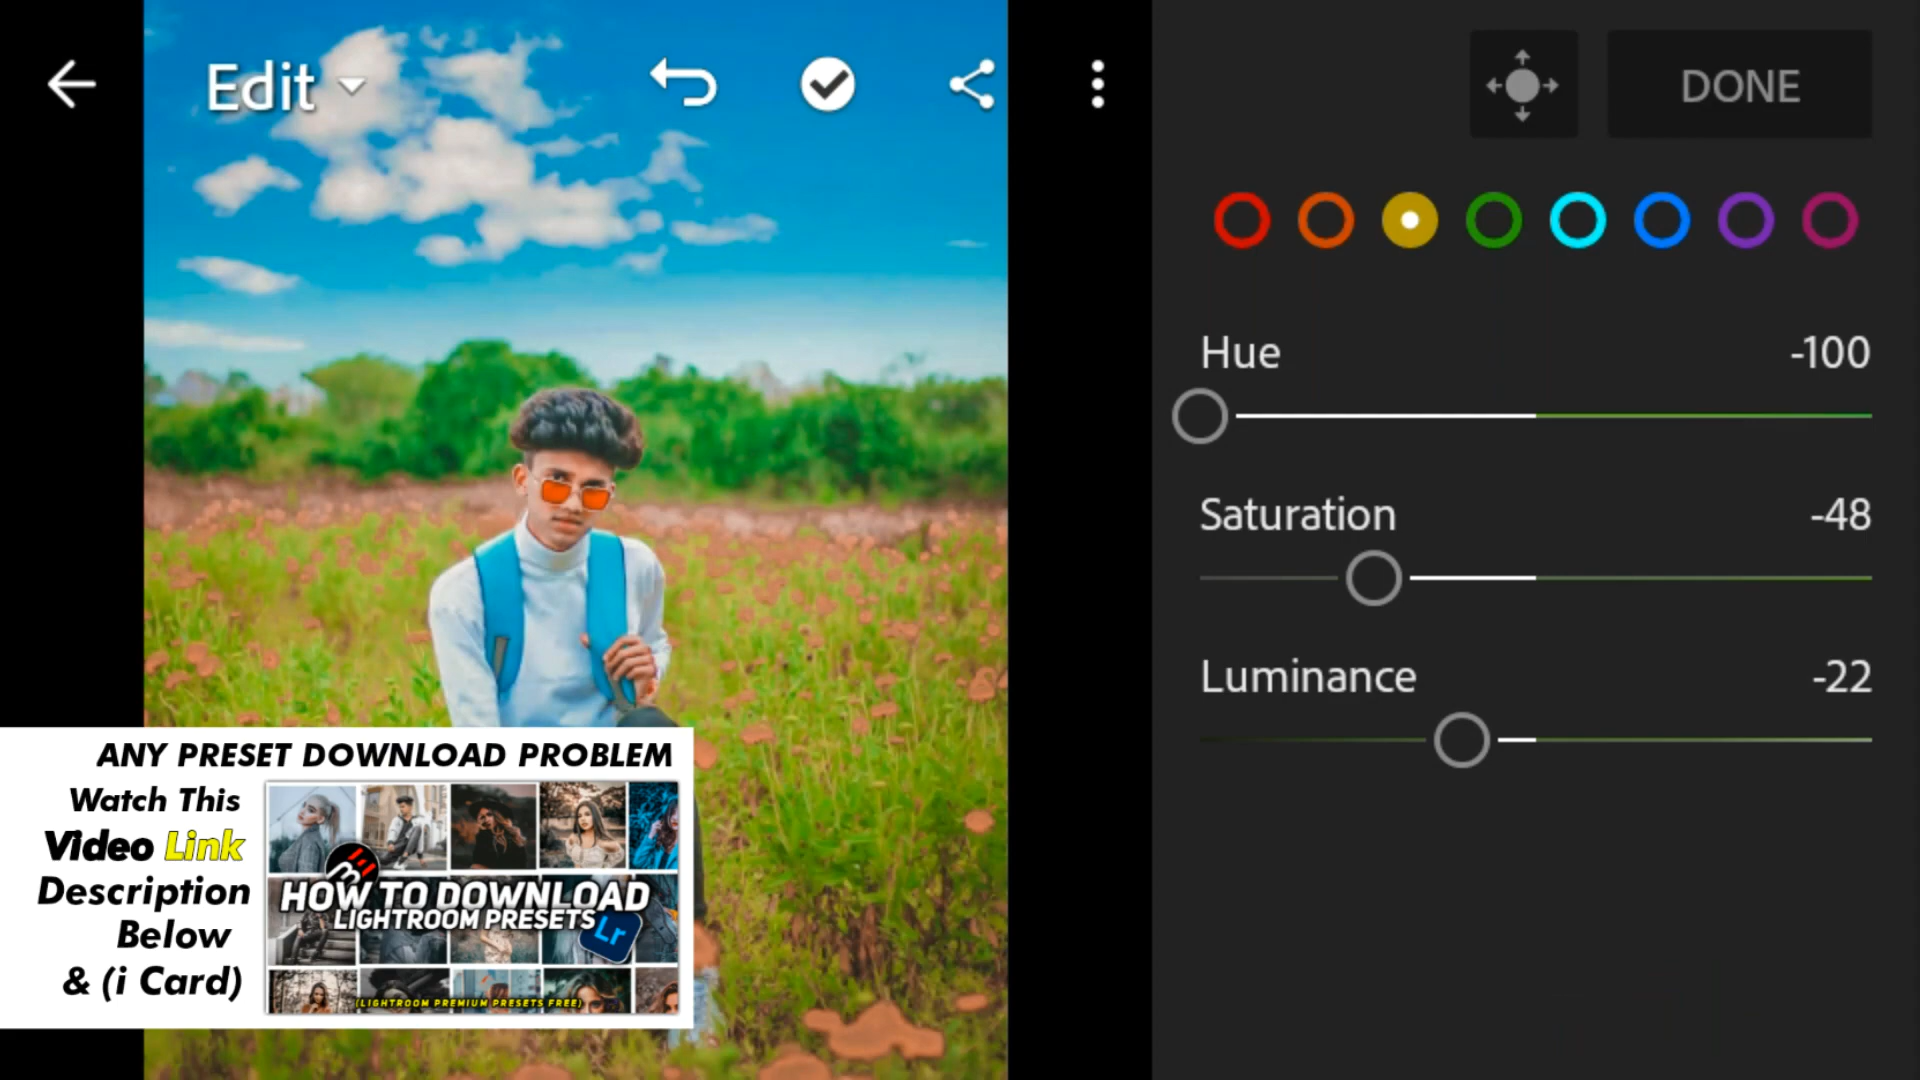 Edit
DONE
Hue -100
Saturation -48
Luminance -22
ANY PRESET DOWNLOAD PROBLEM
Watch This
Video Link
Description
Below
& (i Card)
HOW TO DOWNLOAD
LIGHTROOM PRESETS
Lr
(LIGHTROOM PREMIUM PRESETS FREE)